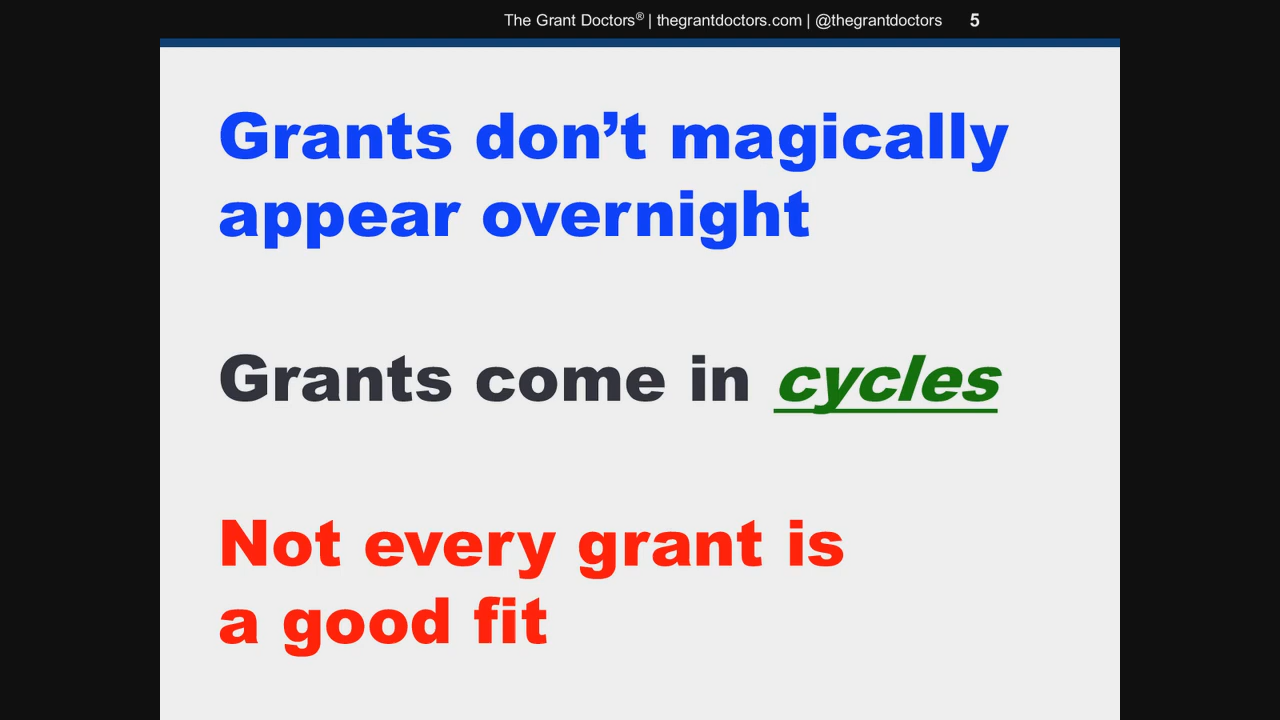 The Grant Doctors® | thegrantdoctors.com | @thegrantdoctors 5
Grants don’t magically
appear overnight
Grants come in cycles
Not every grant is
a good fit